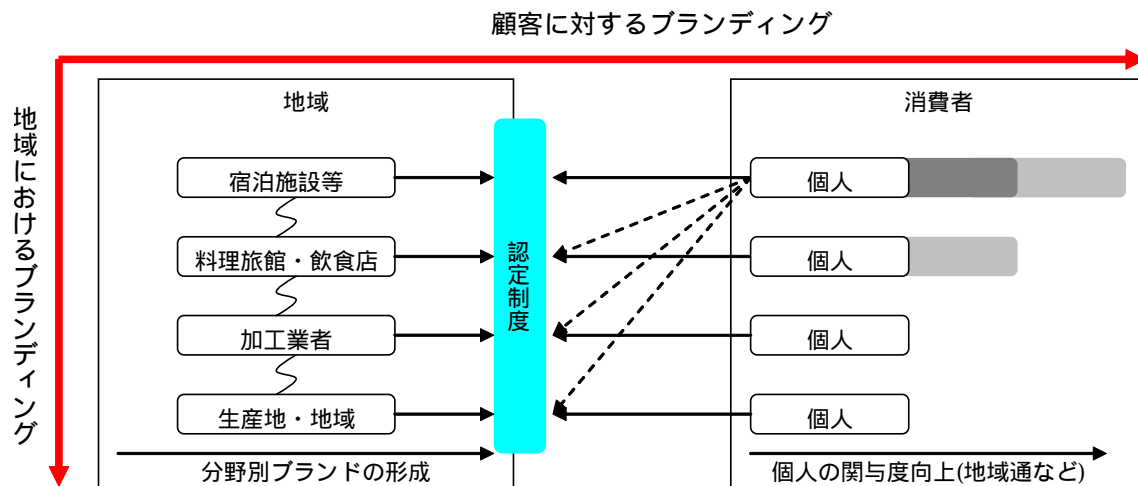 顧客に対するブランディング
地域におけるブランディング
地域
消費者
宿泊施設等
個人
料理旅館・飲食店
個人
認定制度
加工業者
個人
生産地・地域
個人
分野別ブランドの形成
個人の関与度向上(地域通など)